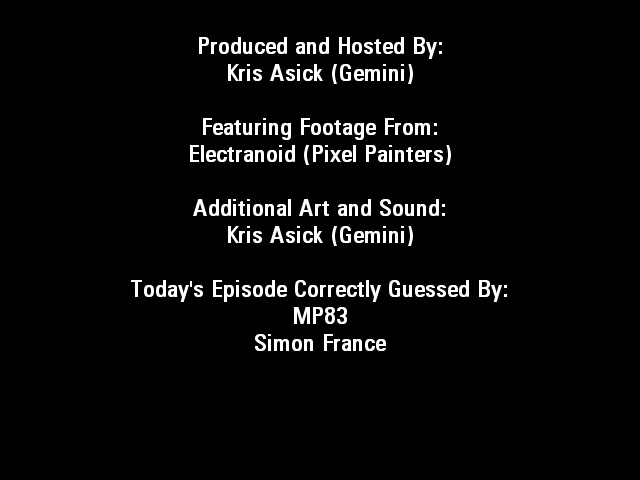 Produced and Hosted By:
Kris Asick (Gemini)
Featuring Footage From:
Electranoid (Pixel Painters)
Additional Art and Sound:
Kris Asick (Gemini)
Today's Episode Correctly Guessed By:
MP83
Simon France